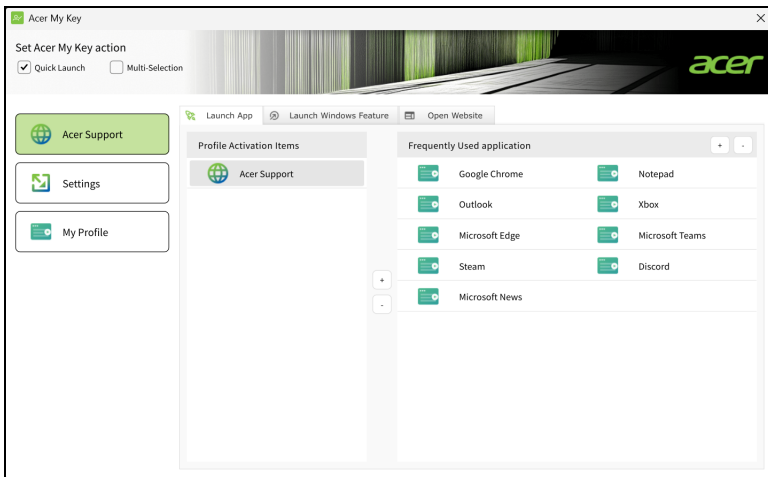 Acer My Key
Set Acer My Key action
Quick Launch
Multi-Selection
acer
Acer Support
Settings
My Profile
Launch App
Launch Windows Feature
Open Website
Profile Activation Items
Acer Support
+
-
Frequently Used application
+
-
Google Chrome
Notepad
Outlook
Xbox
Microsoft Edge
Microsoft Teams
Steam
Discord
Microsoft News